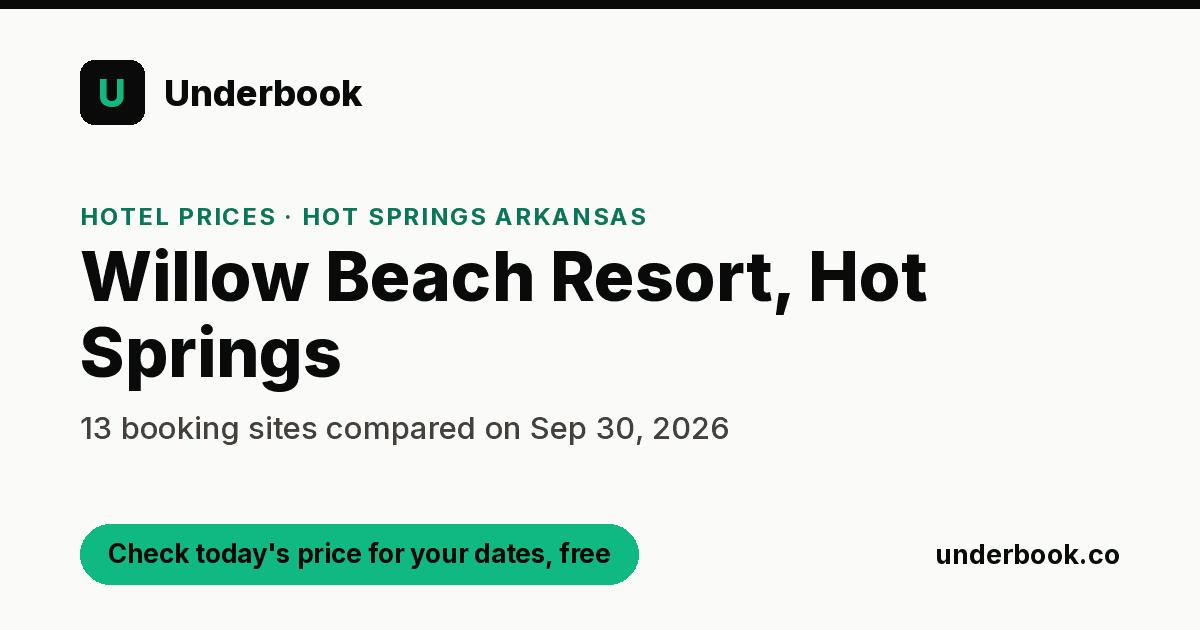 U Underbook
HOTEL PRICES · HOT SPRINGS ARKANSAS
Willow Beach Resort, Hot
Springs
13 booking sites compared on Sep 30, 2026
Check today's price for your dates, free
underbook.co